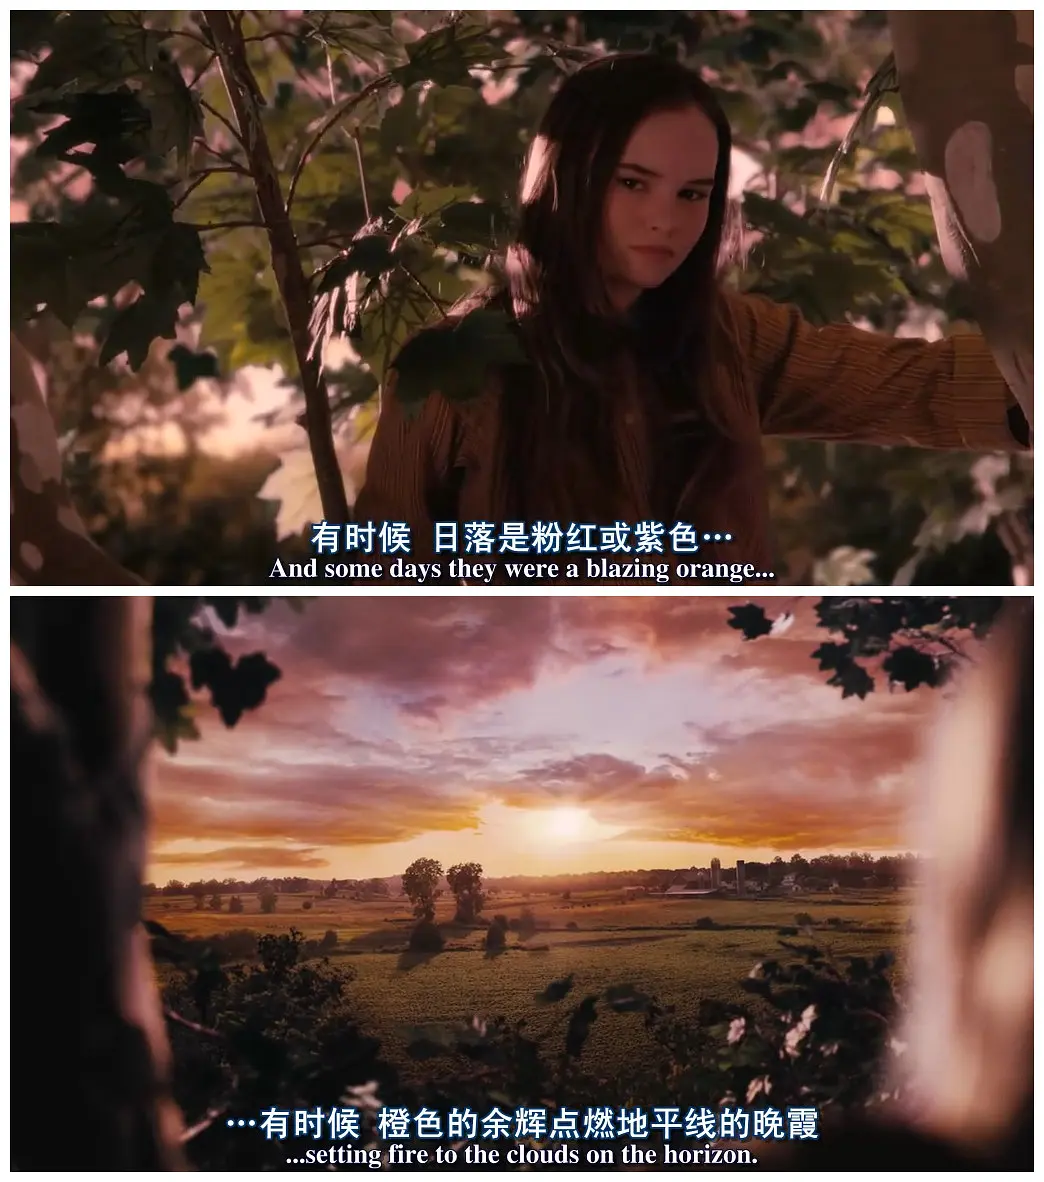 有时候 日落是粉红或紫色…
And some days they were a blazing orange...
…有时候 橙色的余辉点燃地平线的晚霞
...setting fire to the clouds on the horizon.